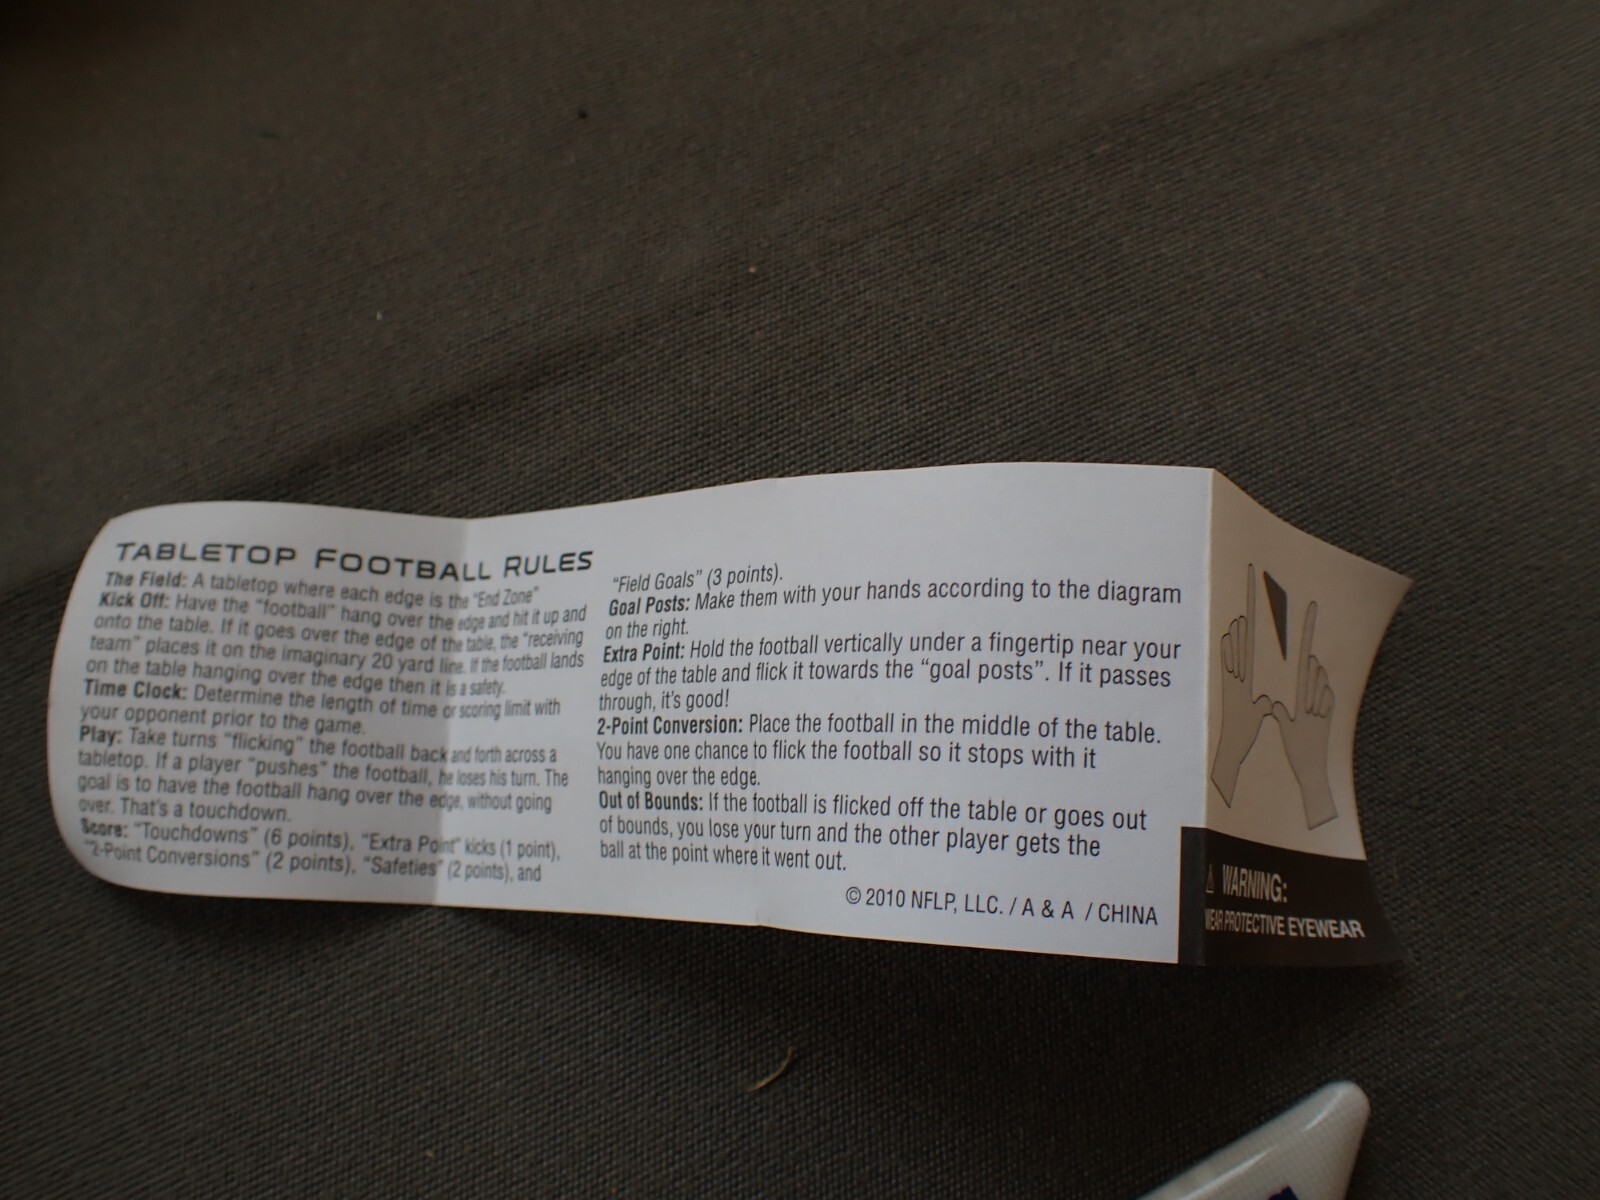 TABLETOP FOOTBALL RULES
The Field: A tabletop where each edge is the "End Zone"
Kick Off: Have the "football" hang over the edge and hit it up and
onto the table. If it goes over the edge of the table, the "receiving
team" places it on the imaginary 20 yard line. If the football lands
on the table hanging over the edge then it is a safety.
Time Clock: Determine the length of time or scoring limit with
your opponent prior to the game.
Play: Take turns "flicking" the football back and forth across a
tabletop. If a player "pushes" the football, he loses his turn. The
goal is to have the football hang over the edge, without going
over. That's a touchdown.
Score: "Touchdowns" (6 points), "Extra Point" kicks (1 point),
"2-Point Conversions" (2 points), "Safeties" (2 points), and
"Field Goals" (3 points).
Goal Posts: Make them with your hands according to the diagram
on the right.
Extra Point: Hold the football vertically under a fingertip near your
edge of the table and flick it towards the "goal posts". If it passes
through, it's good!
2-Point Conversion: Place the football in the middle of the table.
You have one chance to flick the football so it stops with it
hanging over the edge.
Out of Bounds: If the football is flicked off the table or goes out
of bounds, you lose your turn and the other player gets the
ball at the point where it went out.
© 2010 NFLP, LLC. / A & A / CHINA
⚠ WARNING:
WEAR PROTECTIVE EYEWEAR